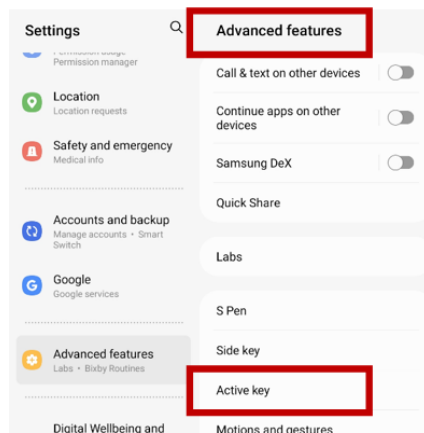 Settings
Permission usage
Permission manager
Location
Location requests
Safety and emergency
Medical info
Accounts and backup
Manage accounts • Smart
Switch
Google
Google services
Advanced features
Labs • Bixby Routines
Digital Wellbeing and
Advanced features
Call & text on other devices
Continue apps on other
devices
Samsung DeX
Quick Share
Labs
S Pen
Side key
Active key
Motions and gestures